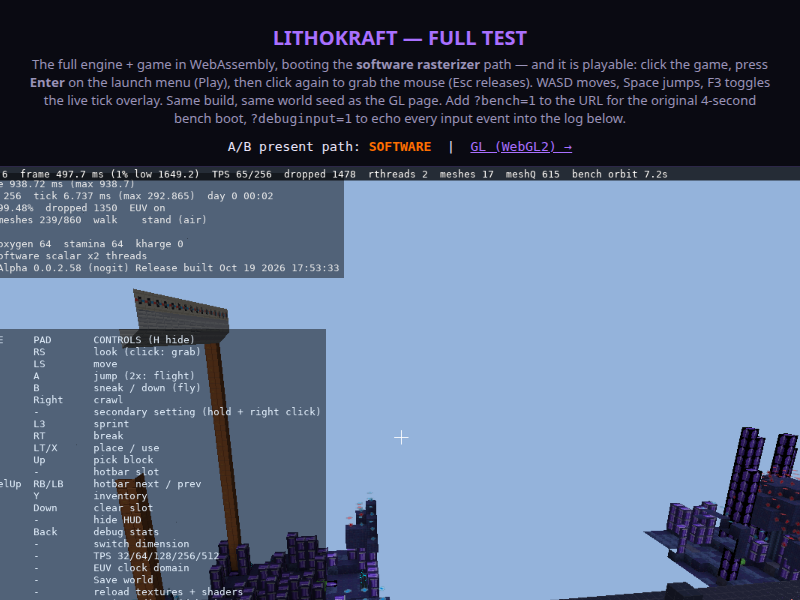 LITHOKRAFT — FULL TEST
The full engine + game in WebAssembly, booting the software rasterizer path — and it is playable: click the game, press
Enter on the launch menu (Play), then click again to grab the mouse (Esc releases). WASD moves, Space jumps, F3 toggles
the live tick overlay. Same build, same world seed as the GL page. Add ?bench=1 to the URL for the original 4-second
bench boot, ?debuginput=1 to echo every input event into the log below.
A/B present path: SOFTWARE | GL (WebGL2) →
6 frame 497.7 ms (1% low 1649.2) TPS 65/256 dropped 1478 rthreads 2 meshes 17 meshQ 615 bench orbit 7.2s
e 938.72 ms (max 938.7)
256 tick 6.737 ms (max 292.865) day 0 00:02
99.48% dropped 1350 EUV on
meshes 239/860 walk stand (air)
oxygen 64 stamina 64 kharge 0
oftware scalar x2 threads
Alpha 0.0.2.58 (nogit) Release built Oct 19 2026 17:53:33
E PAD CONTROLS (H hide)
RS look (click: grab)
LS move
A jump (2x: flight)
B sneak / down (fly)
Right crawl
- secondary setting (hold + right click)
L3 sprint
RT break
LT/X place / use
Up pick block
- hotbar slot
elUp RB/LB hotbar next / prev
Y inventory
Down clear slot
- hide HUD
Back debug stats
- switch dimension
- TPS 32/64/128/256/512
- EUV clock domain
- Save world
- reload textures + shaders